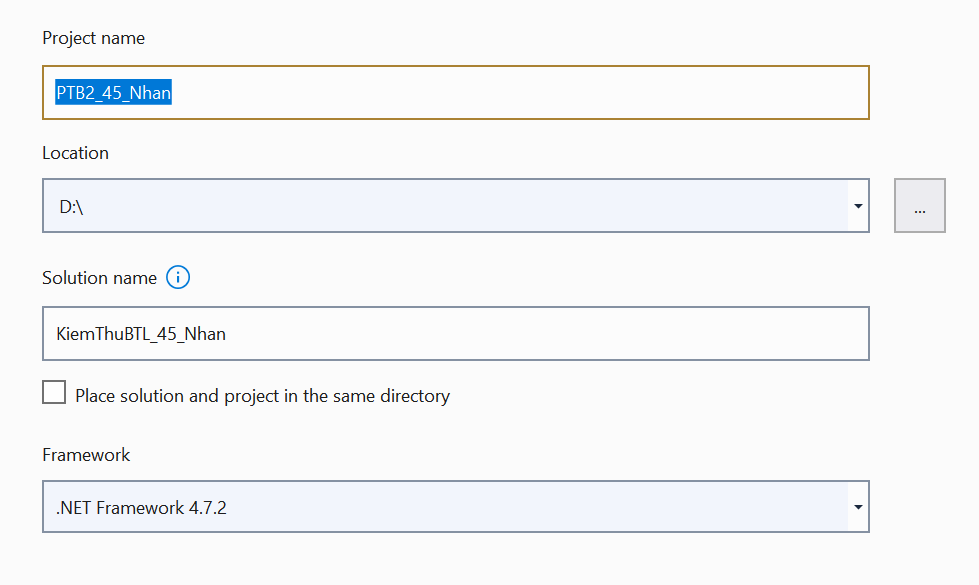 Project name
PTB2_45_Nhan
Location
D:\
...
Solution name
KiemThuBTL_45_Nhan
Place solution and project in the same directory
Framework
.NET Framework 4.7.2